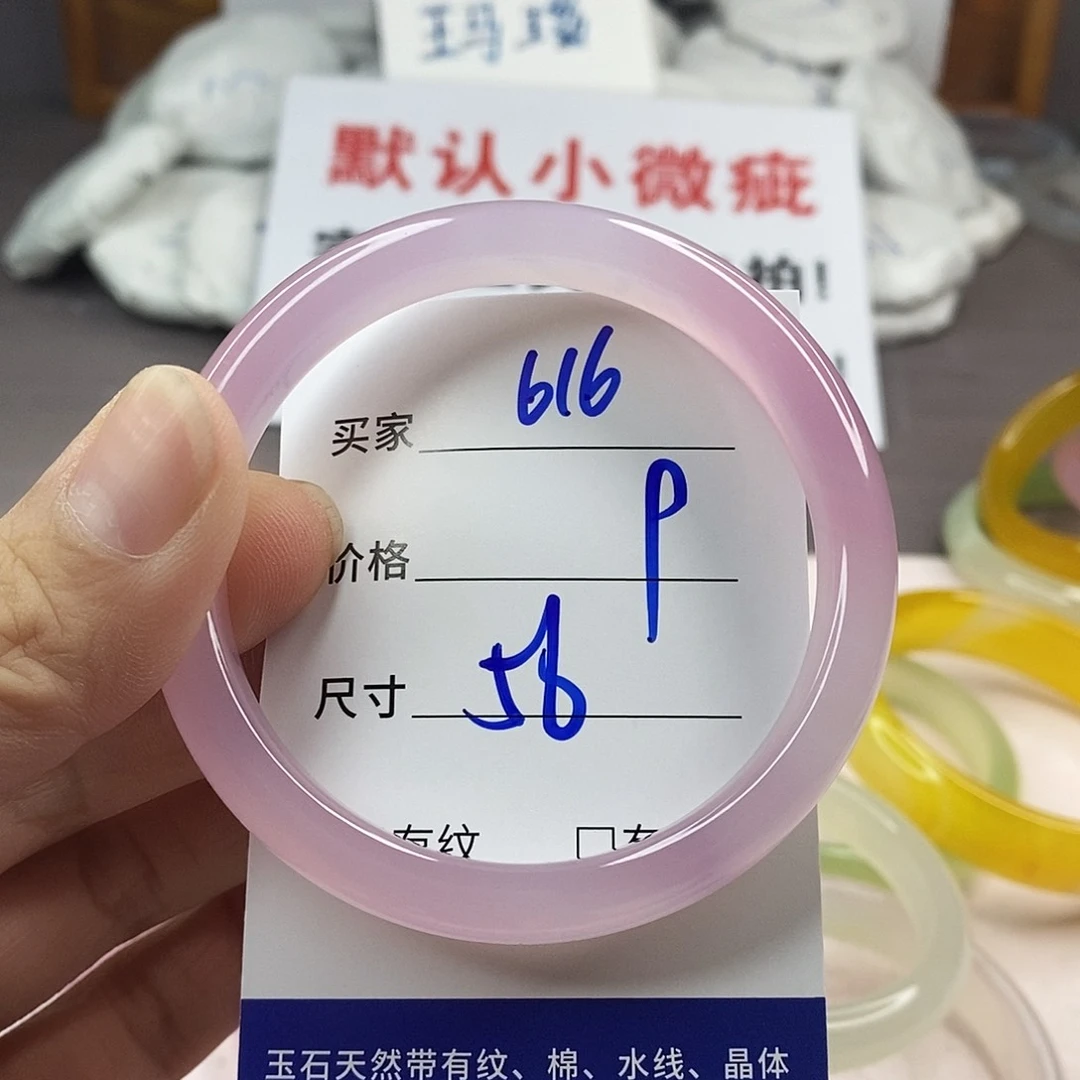 玛瑙
默认小微疵
拍!
买家 616
P
价格
尺寸 58
有纹 □有
玉石天然带有纹、棉、水线、晶体